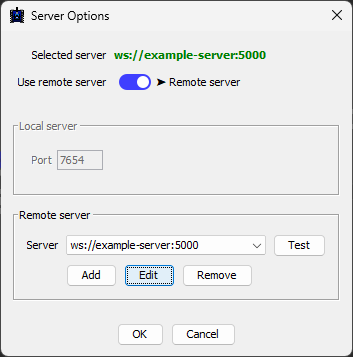 Server Options
Selected server ws://example-server:5000
Use remote server ➤ Remote server
Local server
Port 7654
Remote server
Server ws://example-server:5000 Test
Add Edit Remove
OK Cancel